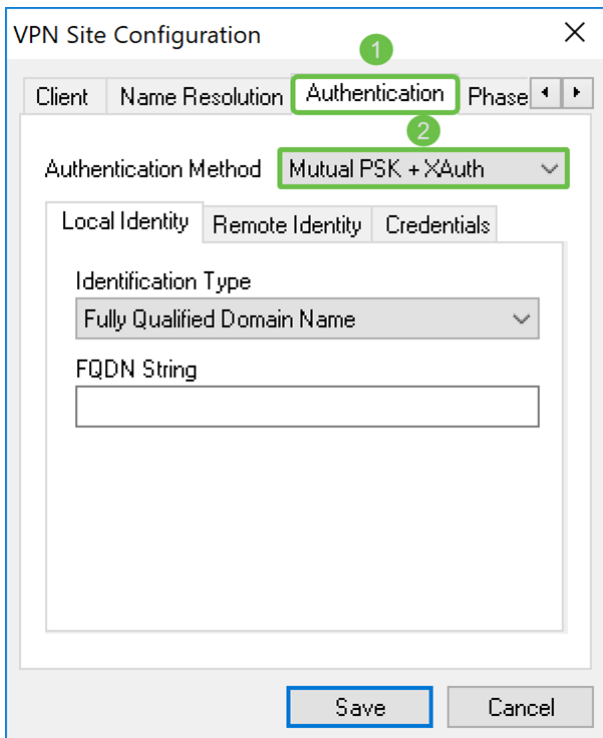 VPN Site Configuration
1
Client Name Resolution Authentication Phase
2
Authentication Method Mutual PSK + XAuth
Local Identity Remote Identity Credentials
Identification Type
Fully Qualified Domain Name
FQDN String
Save Cancel